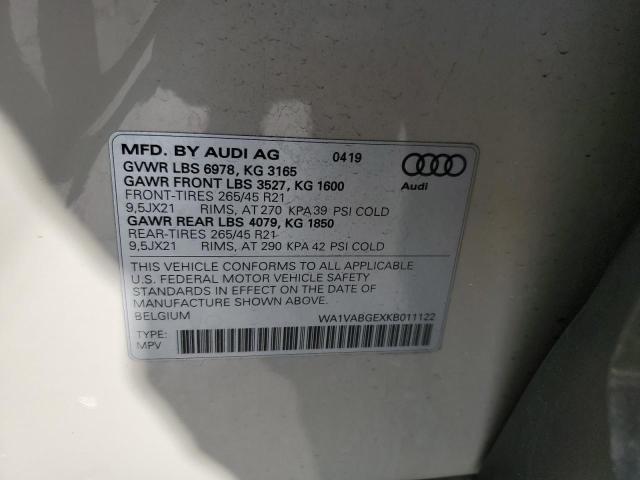 MFD. BY AUDI AG 0419
GVWR LBS 6978, KG 3165
GAWR FRONT LBS 3527, KG 1600
FRONT-TIRES 265/45 R21
9,5JX21 RIMS, AT 270 KPA 39 PSI COLD
GAWR REAR LBS 4079, KG 1850
REAR-TIRES 265/45 R21
9,5JX21 RIMS, AT 290 KPA 42 PSI COLD
Audi
THIS VEHICLE CONFORMS TO ALL APPLICABLE
U.S. FEDERAL MOTOR VEHICLE SAFETY
STANDARDS IN EFFECT ON THE DATE OF
MANUFACTURE SHOWN ABOVE.
BELGIUM WA1VABGEXKB011122
TYPE:
MPV